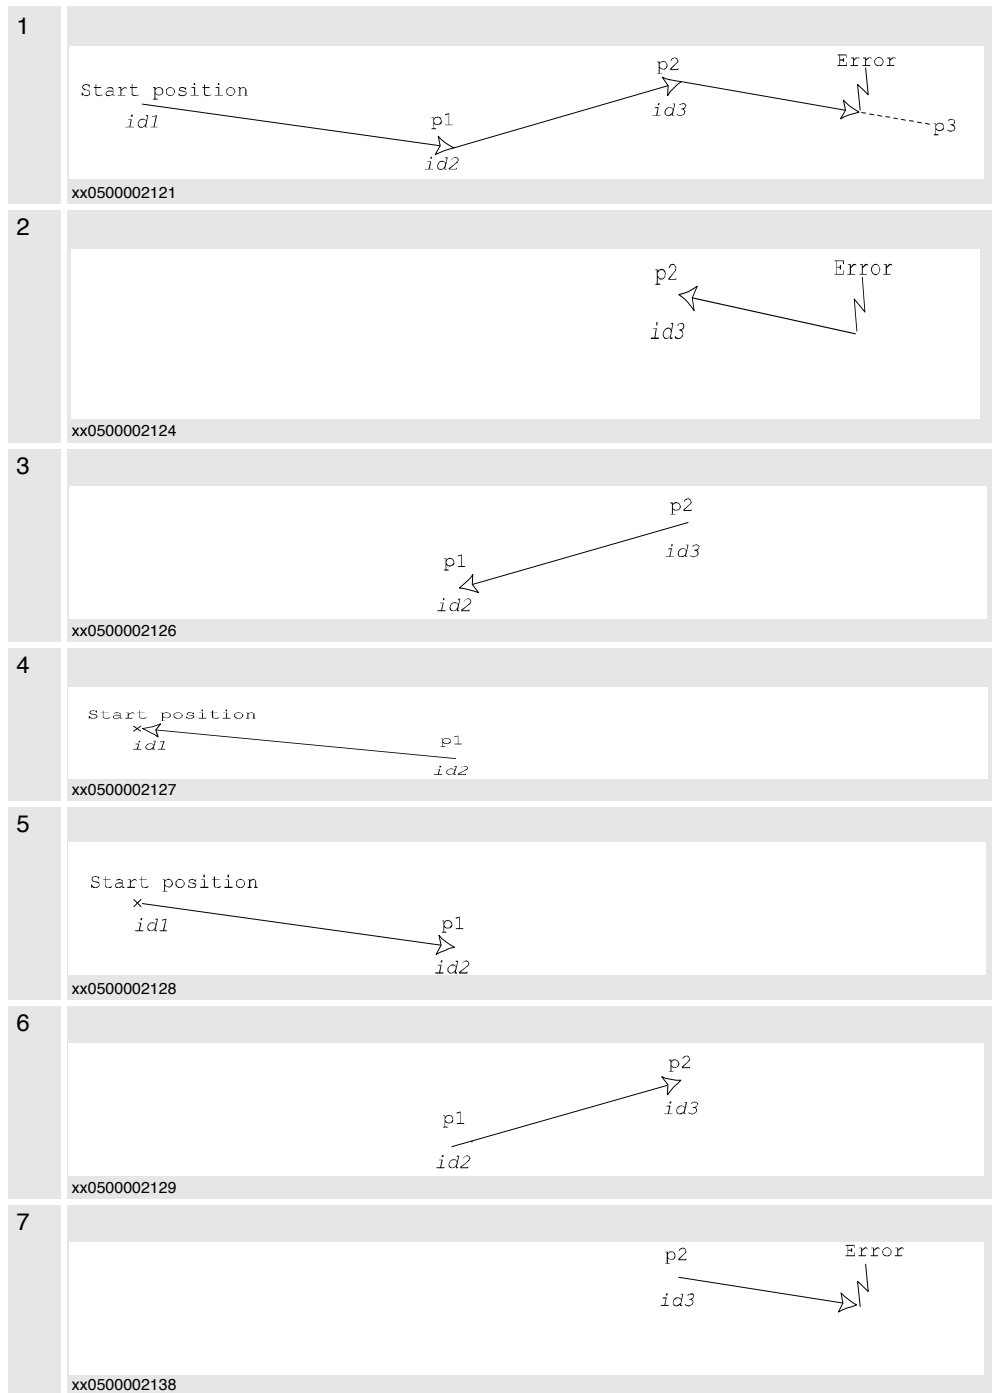 1
Error
p2
Start position
id3
id1
p1
p3
id2
xx0500002121
2
p2
Error
id3
xx0500002124
3
p2
id3
p1
id2
xx0500002126
4
Start position
id1
p1
id2
xx0500002127
5
Start position
id1
p1
id2
xx0500002128
6
p2
id3
p1
id2
xx0500002129
7
p2
Error
id3
xx0500002138